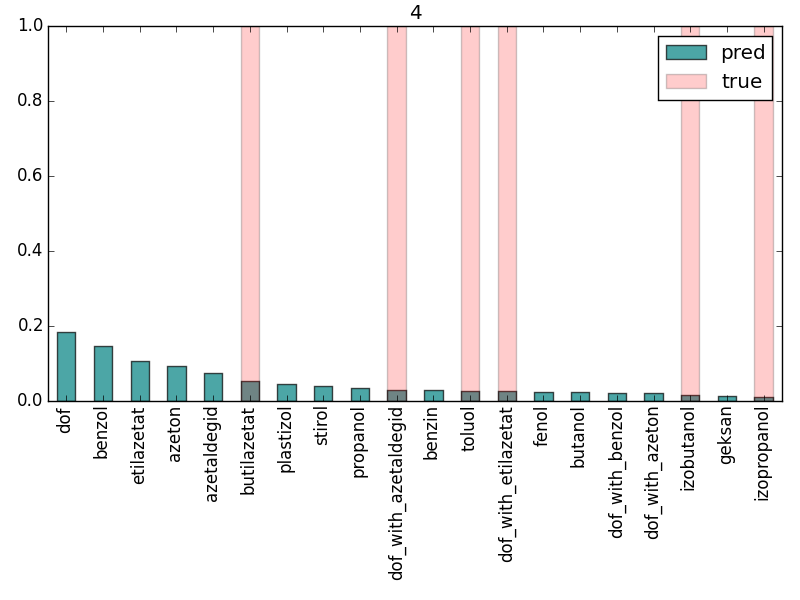 4
1.0
0.8
0.6
0.4
0.2
0.0
pred
true
dof
benzol
etilazetat
azeton
azetaldegid
butilazetat
plastizol
stirol
propanol
dof_with_azetaldegid
benzin
toluol
dof_with_etilazetat
fenol
butanol
dof_with_benzol
dof_with_azeton
izobutanol
geksan
izopropanol